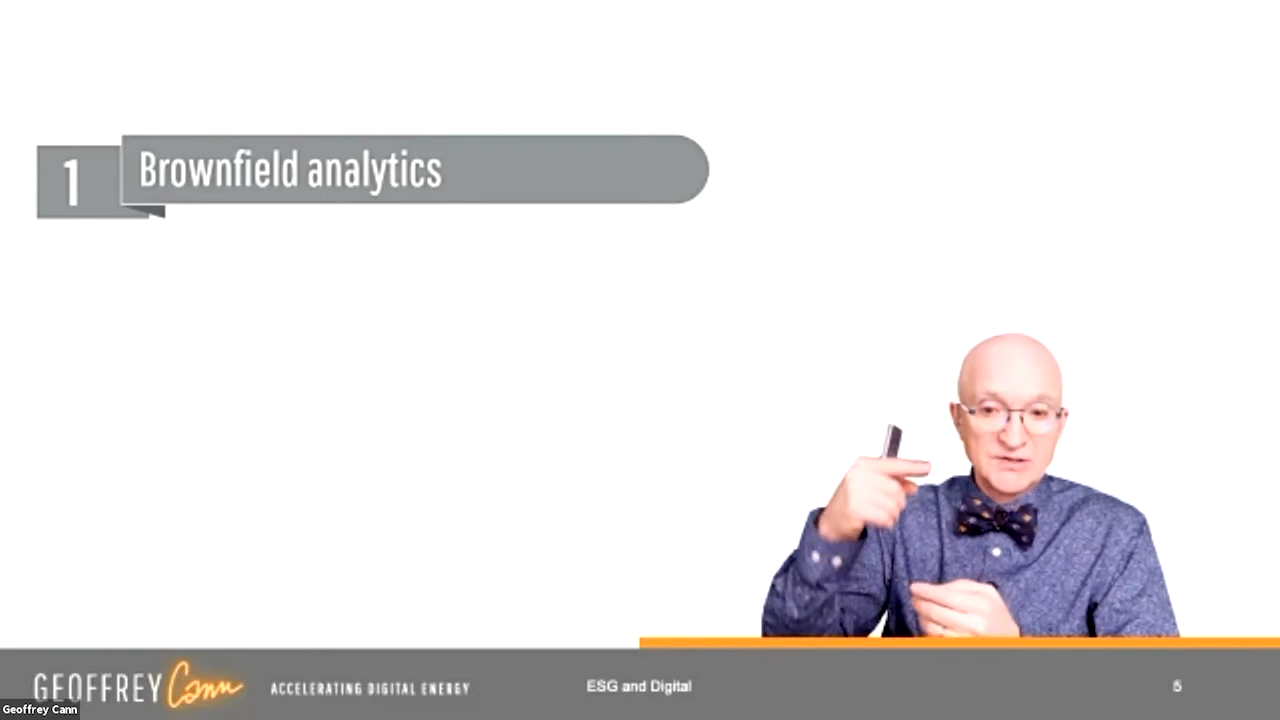 1
Brownfield analytics
GEOFFREY Cann
ACCELERATING DIGITAL ENERGY
ESG and Digital
5
Geoffrey Cann